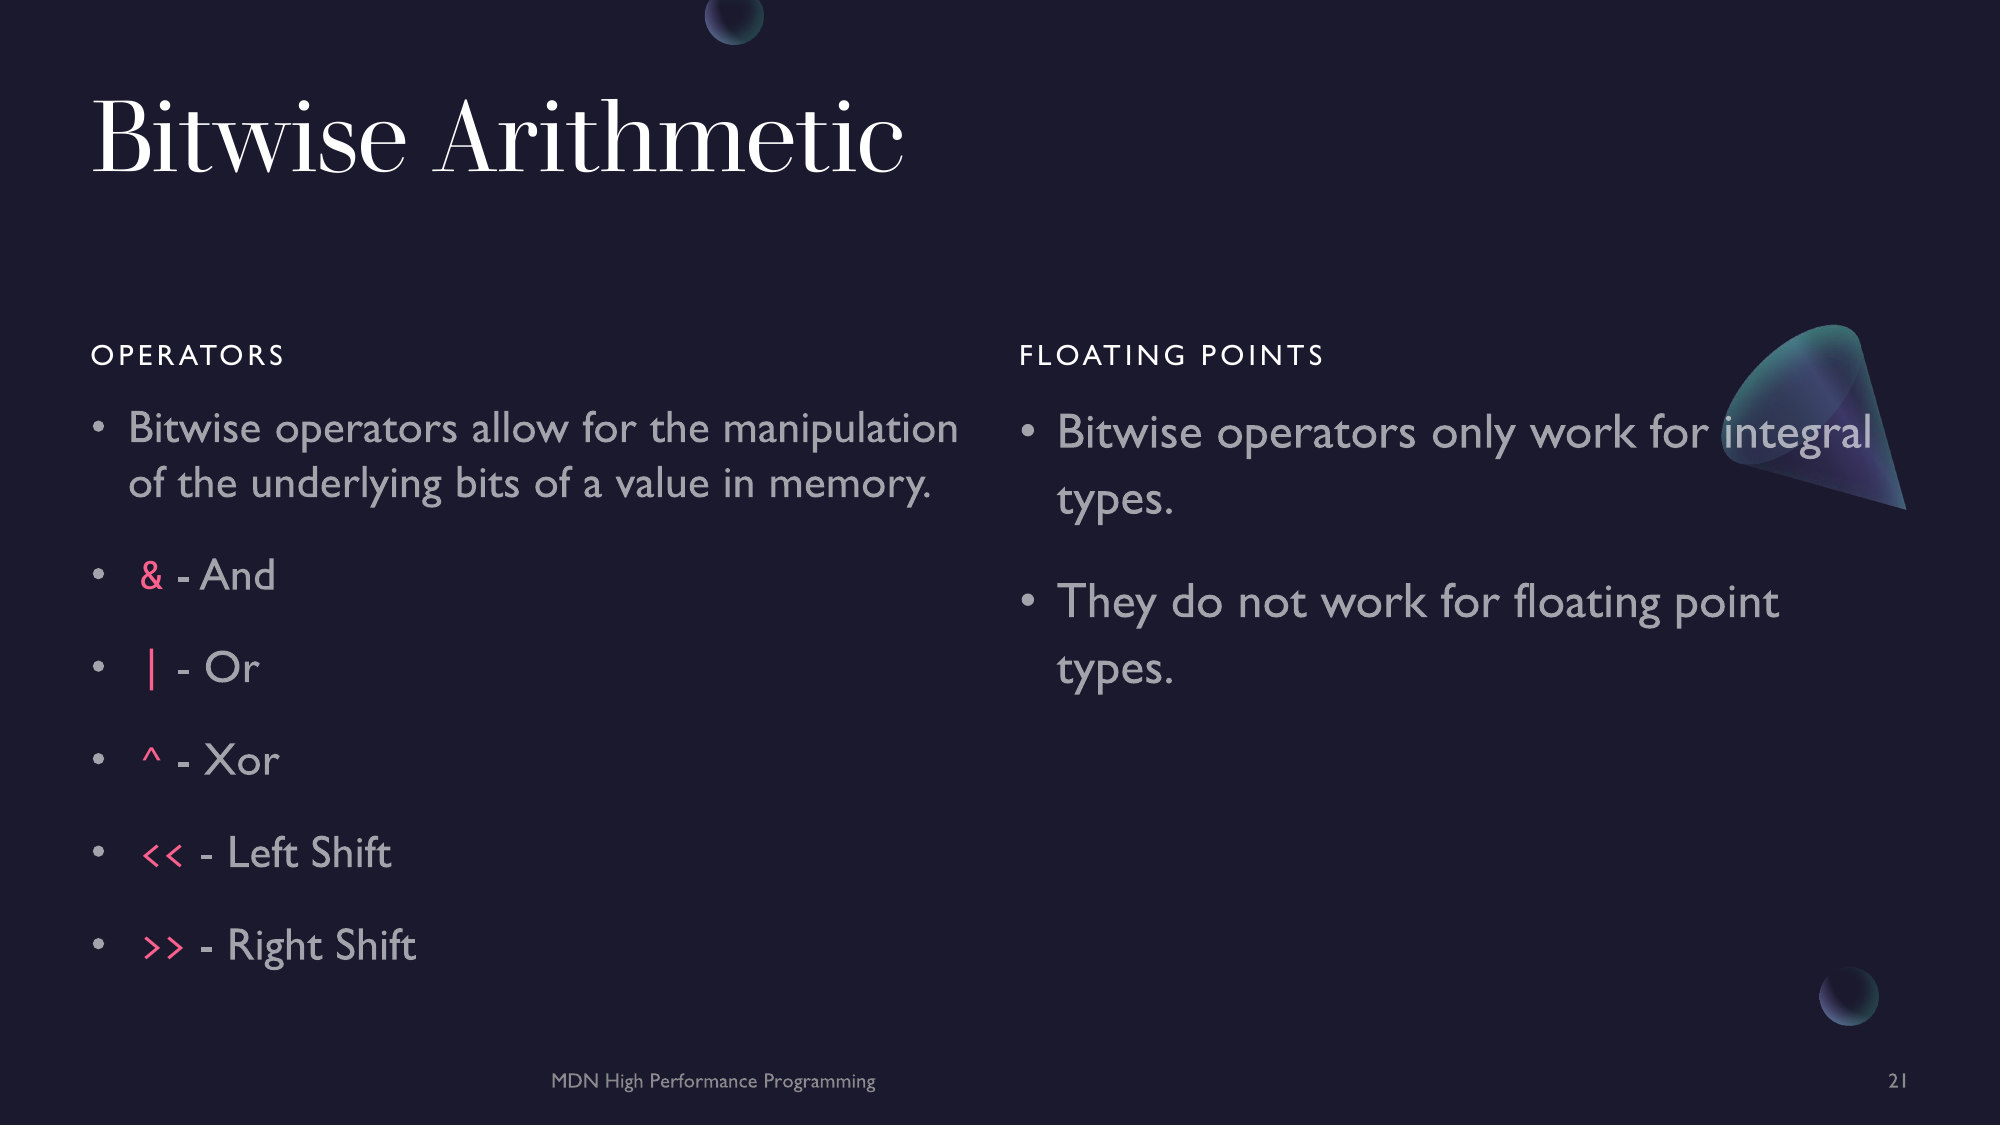 Bitwise Arithmetic
OPERATORS
• Bitwise operators allow for the manipulation
of the underlying bits of a value in memory.
• & - And
• | - Or
• ^ - Xor
• << - Left Shift
• >> - Right Shift
FLOATING POINTS
• Bitwise operators only work for integral
types.
• They do not work for floating point
types.
MDN High Performance Programming
21